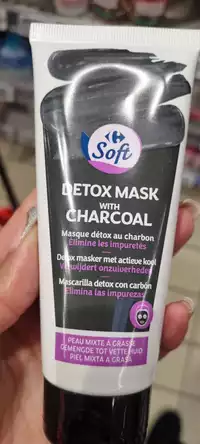 Soft
DETOX MASK
WITH
CHARCOAL
Masque détox au charbon
Élimine les impuretés
Detox masker met actieve kool
Verwijdert onzuiverheden
Mascarilla detox con carbón
Elimina las impurezas
PEAU MIXTE À GRASSE
GEMENGDE TOT VETTE HUID
PIEL MIXTA A GRASA